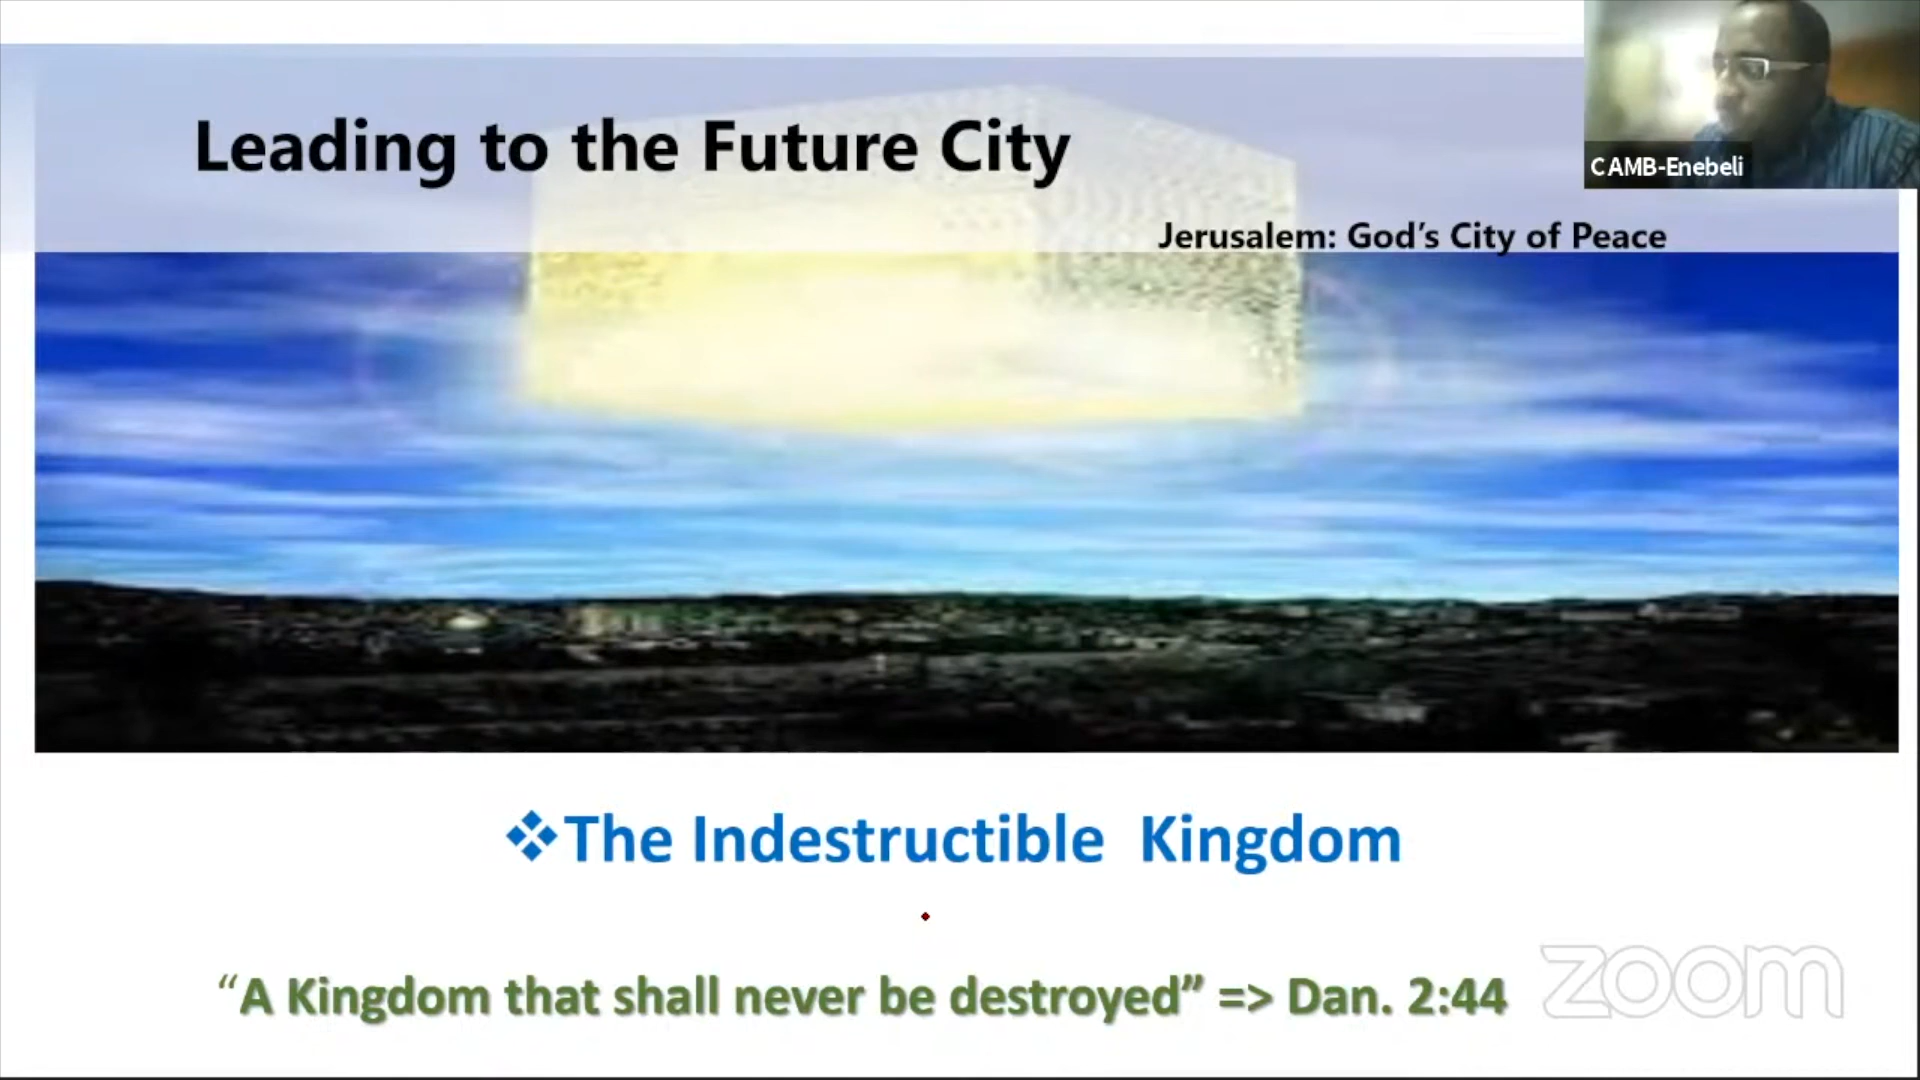 Leading to the Future City
CAMB-Enebeli
Jerusalem: God's City of Peace
❖The Indestructible Kingdom
“A Kingdom that shall never be destroyed” => Dan. 2:44
zoom